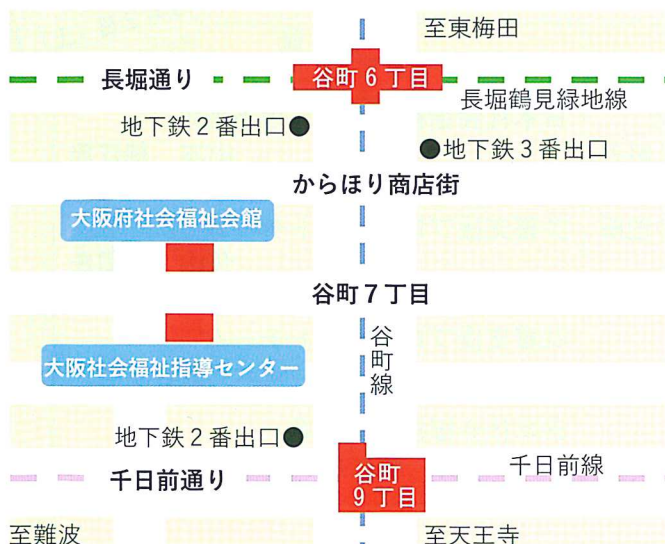 至東梅田
長堀通り
谷町6丁目
長堀鶴見緑地線
地下鉄2番出口●
●地下鉄3番出口
からほり商店街
大阪府社会福祉会館
谷町7丁目
谷町線
大阪社会福祉指導センター
地下鉄2番出口●
千日前通り
谷町
9丁目
千日前線
至難波
至天王寺